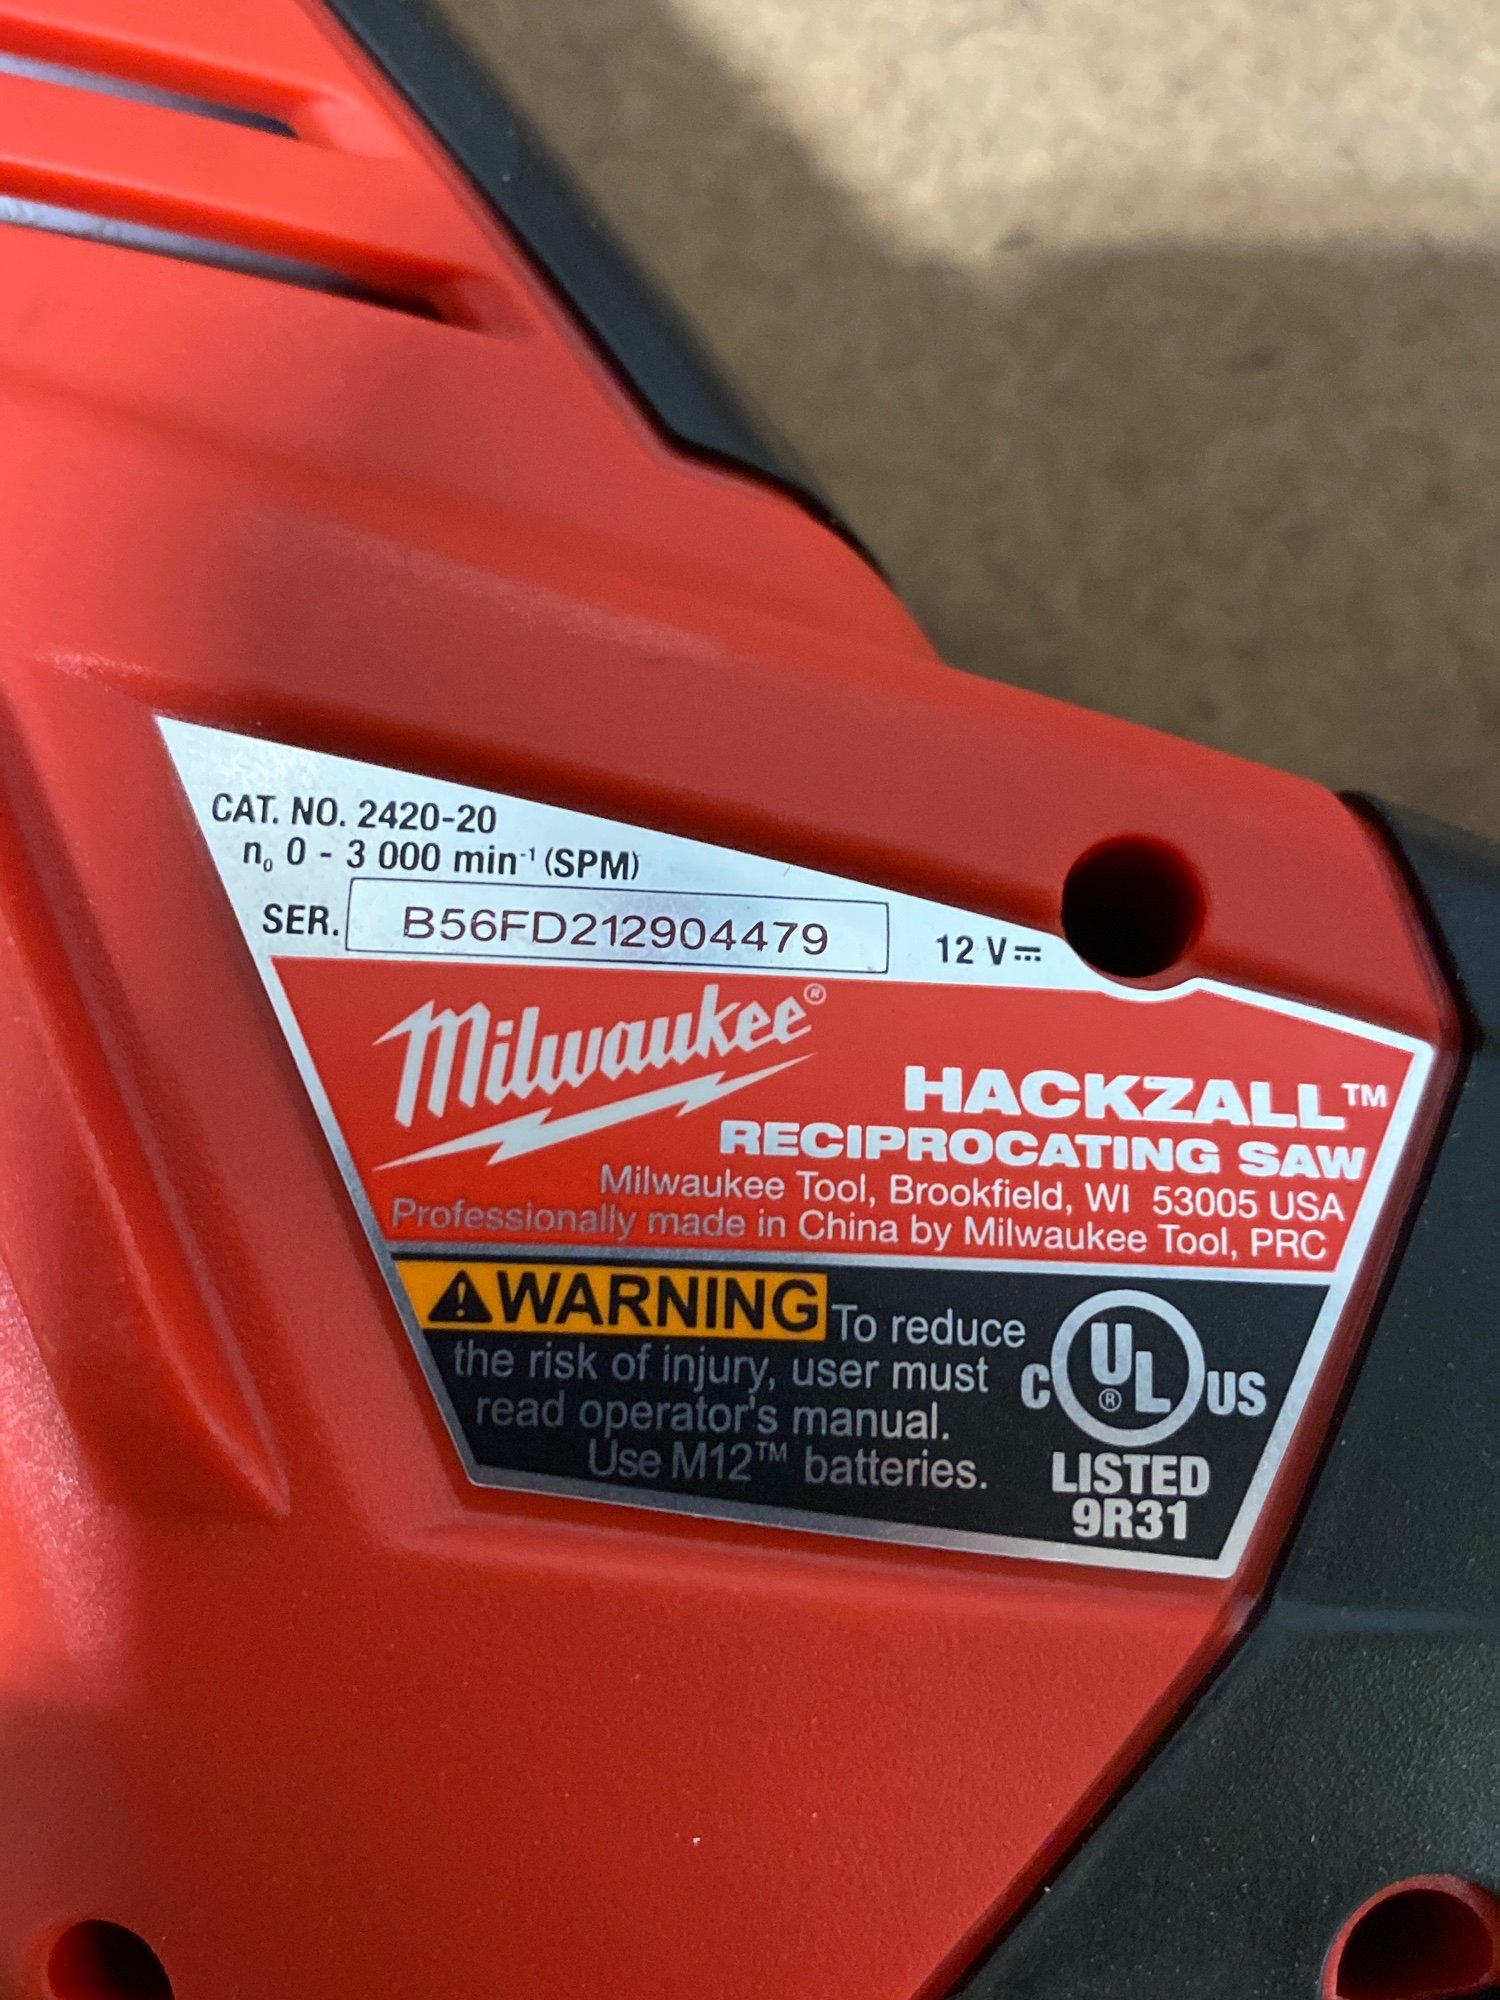 CAT. NO. 2420-20
n₀ 0 - 3 000 min⁻¹ (SPM)
SER. B56FD212904479 12 V⎓
Milwaukee®
HACKZALL™
RECIPROCATING SAW
Milwaukee Tool, Brookfield, WI 53005 USA
Professionally made in China by Milwaukee Tool, PRC
⚠WARNING To reduce
the risk of injury, user must
read operator's manual.
Use M12™ batteries.
C UL® US
LISTED
9R31